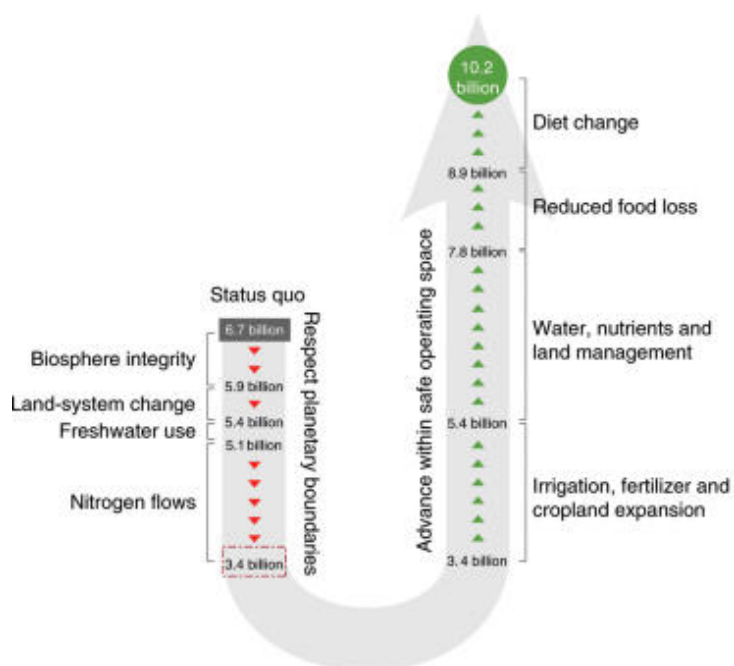 Status quo
6.7 billion
Biosphere integrity
5.9 billion
Land-system change
5.4 billion
Freshwater use
5.1 billion
Nitrogen flows
3.4 billion
Respect planetary boundaries
Advance within safe operating space
10.2
billion
Diet change
8.9 billion
Reduced food loss
7.8 billion
Water, nutrients and
land management
5.4 billion
Irrigation, fertilizer and
cropland expansion
3.4 billion